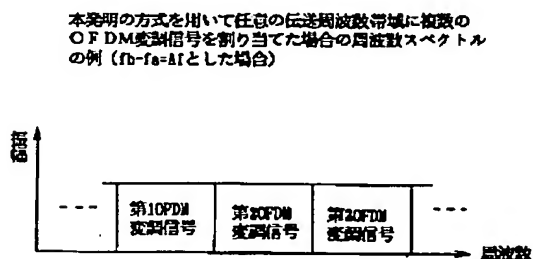 本発明の方式を用いて任意の伝送周波数帯域に複数の
OFDM変調信号を割り当てた場合の周波数スペクトル
の例(fb-fa=Δfとした場合)
振幅
第1OFDM
変調信号
第2OFDM
変調信号
第3OFDM
変調信号
周波数